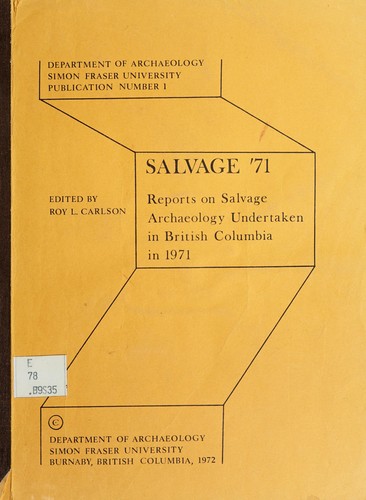 DEPARTMENT OF ARCHAEOLOGY
SIMON FRASER UNIVERSITY
PUBLICATION NUMBER 1
SALVAGE '71
EDITED BY
ROY L. CARLSON
Reports on Salvage
Archaeology Undertaken
in British Columbia
in 1971
E
78
.B9S35
©
DEPARTMENT OF ARCHAEOLOGY
SIMON FRASER UNIVERSITY
BURNABY, BRITISH COLUMBIA, 1972